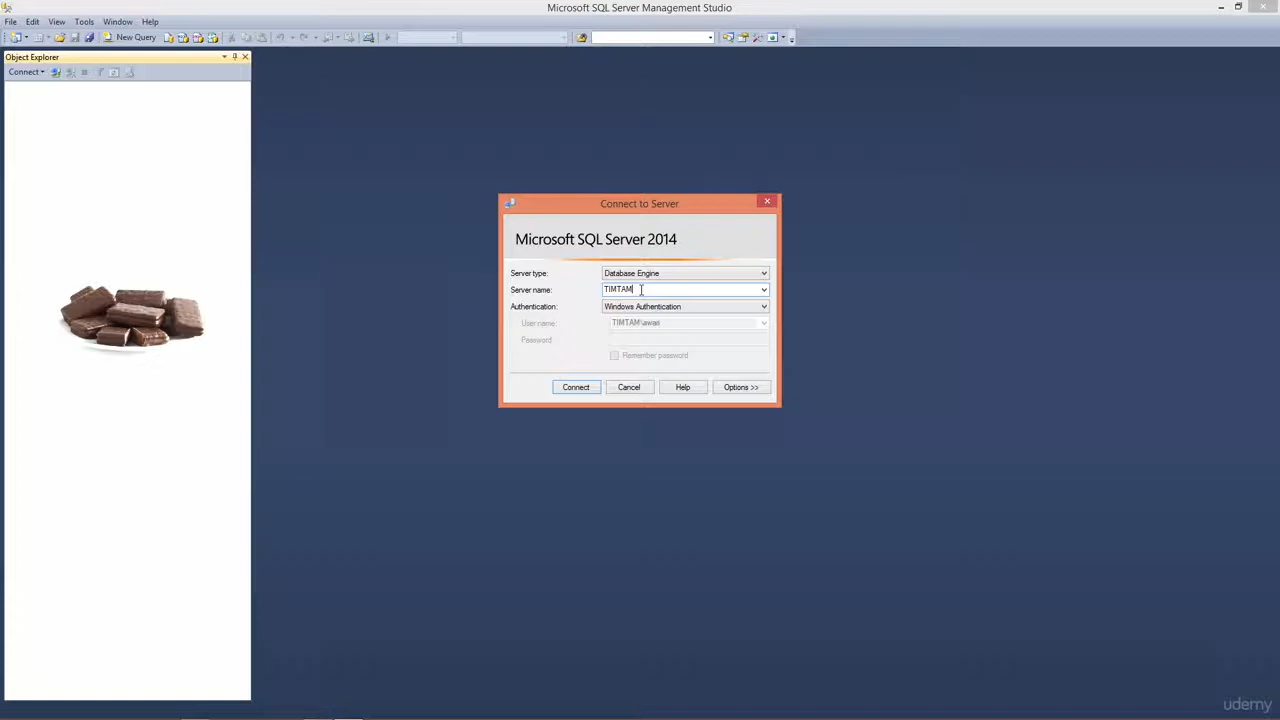 Microsoft SQL Server Management Studio
File Edit View Tools Window Help
New Query
Object Explorer
Connect
Connect to Server
Microsoft SQL Server 2014
Server type: Database Engine
Server name: TIMTAM
Authentication: Windows Authentication
User name:
Password
Remember password
Connect Cancel Help Options >>
udemy